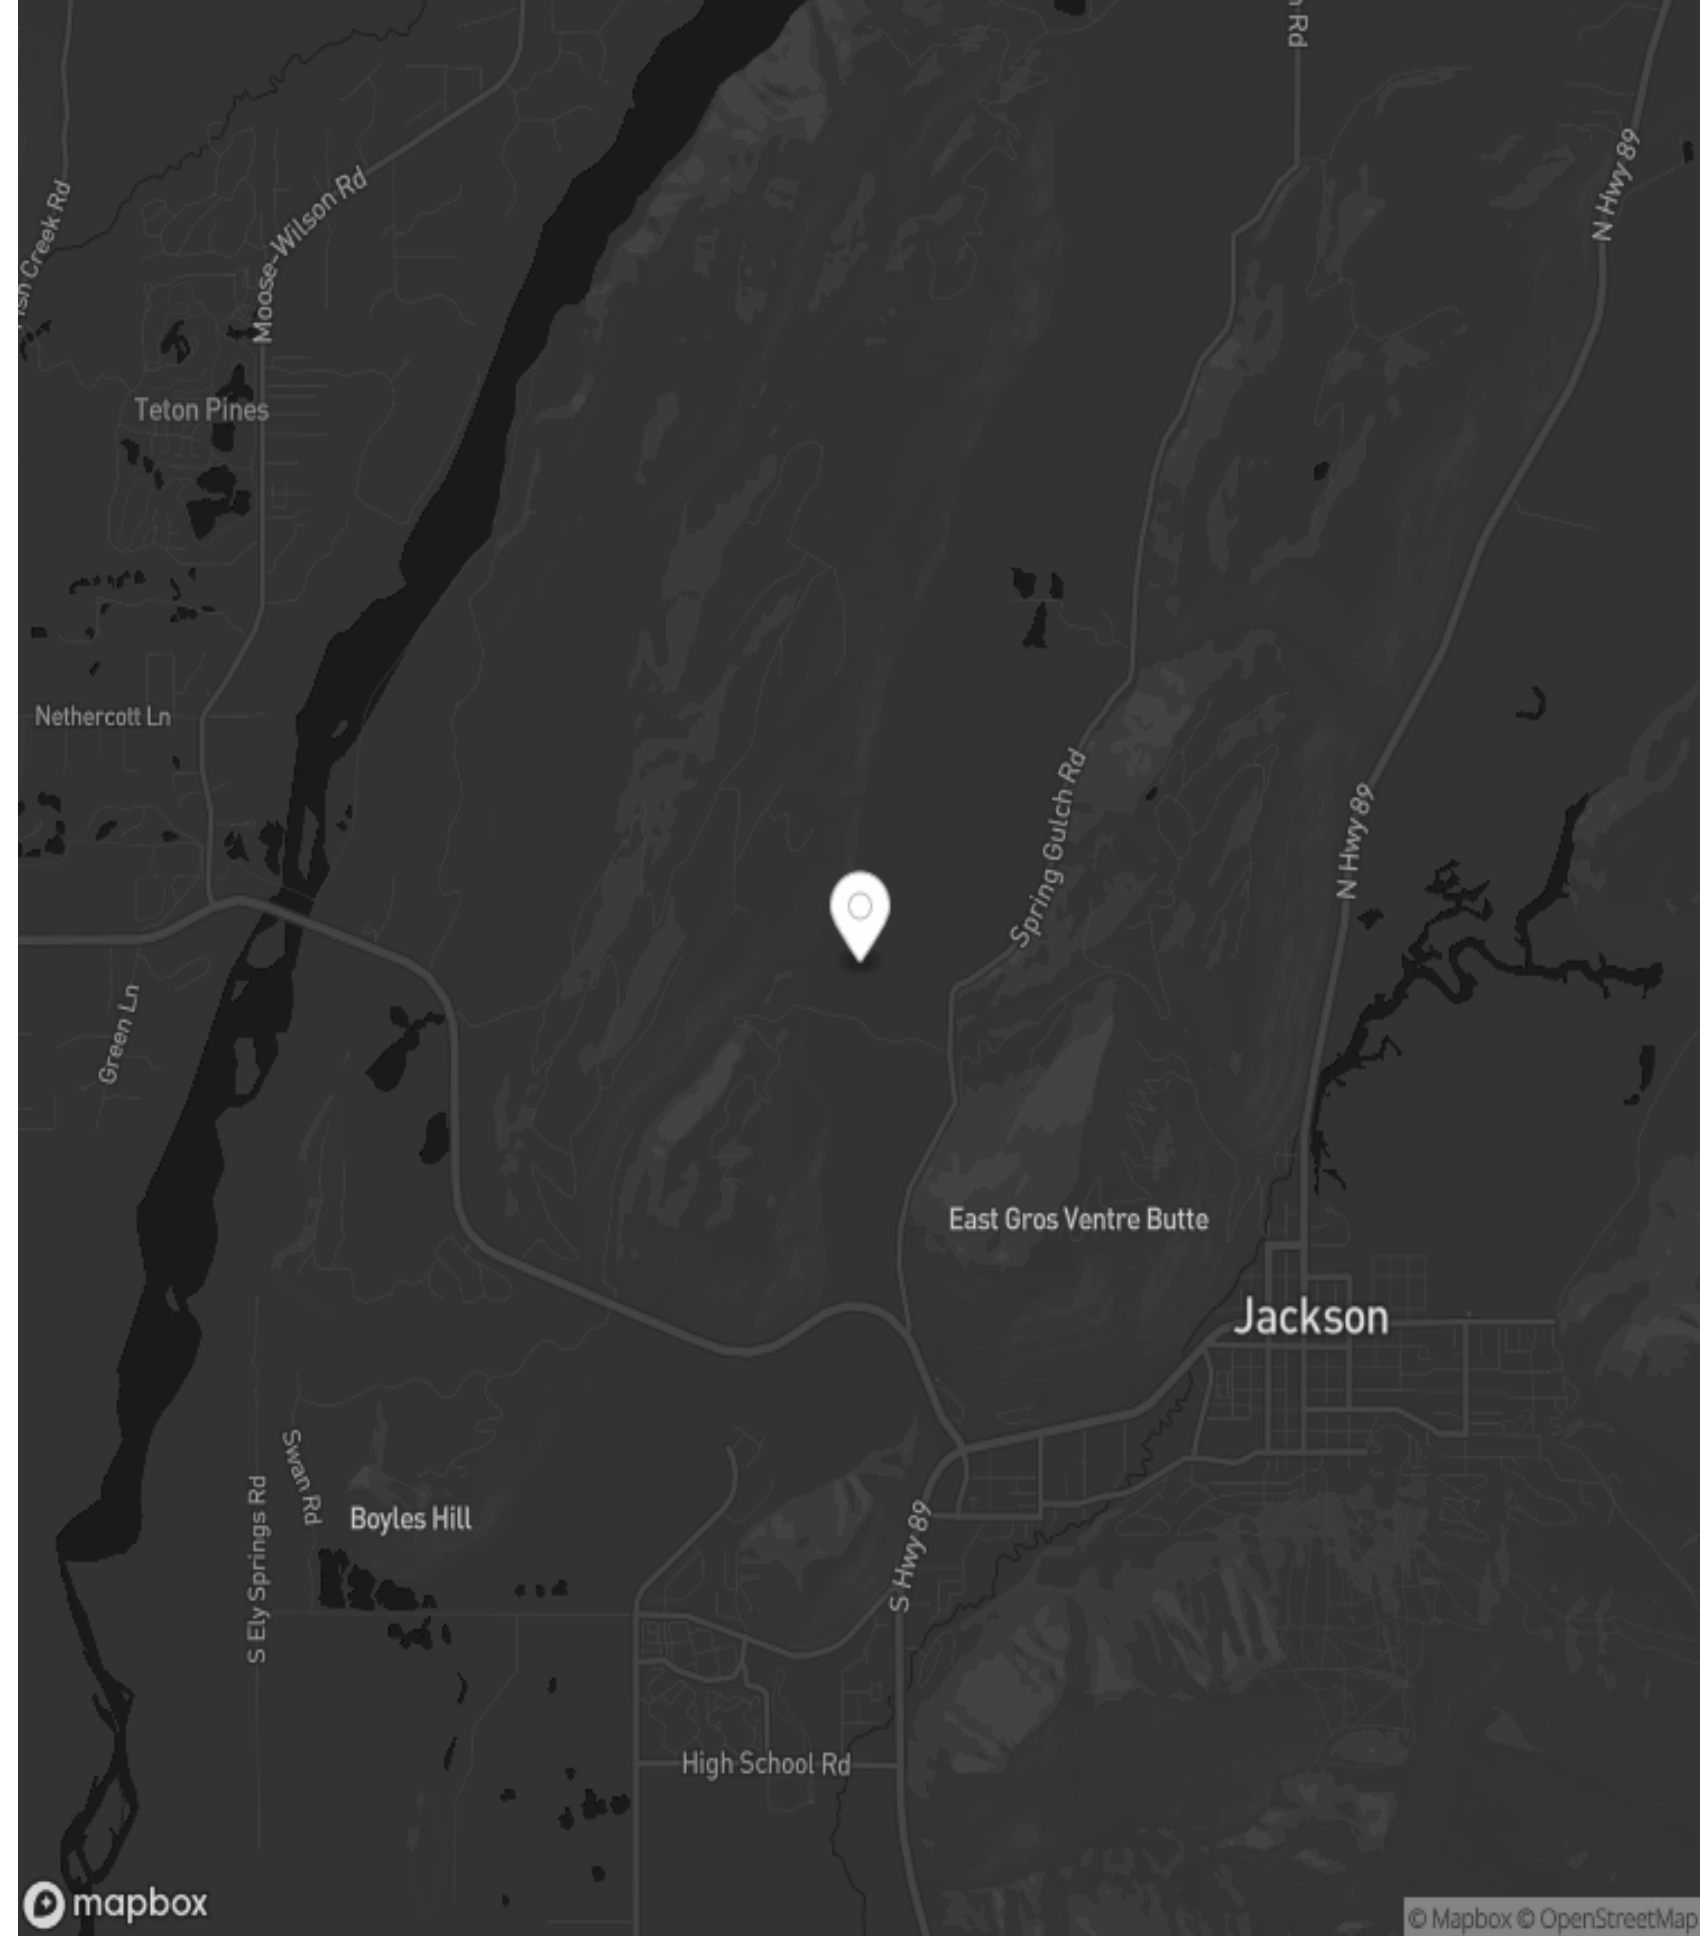 Rd
N Hwy 89
Moose-Wilson Rd
Creek Rd
Teton Pines
Nethercott Ln
Spring Gulch Rd
N Hwy 89
Green Ln
East Gros Ventre Butte
Jackson
Swan Rd
S Ely Springs Rd
Boyles Hill
S Hwy 89
High School Rd
mapbox
© Mapbox © OpenStreetMap